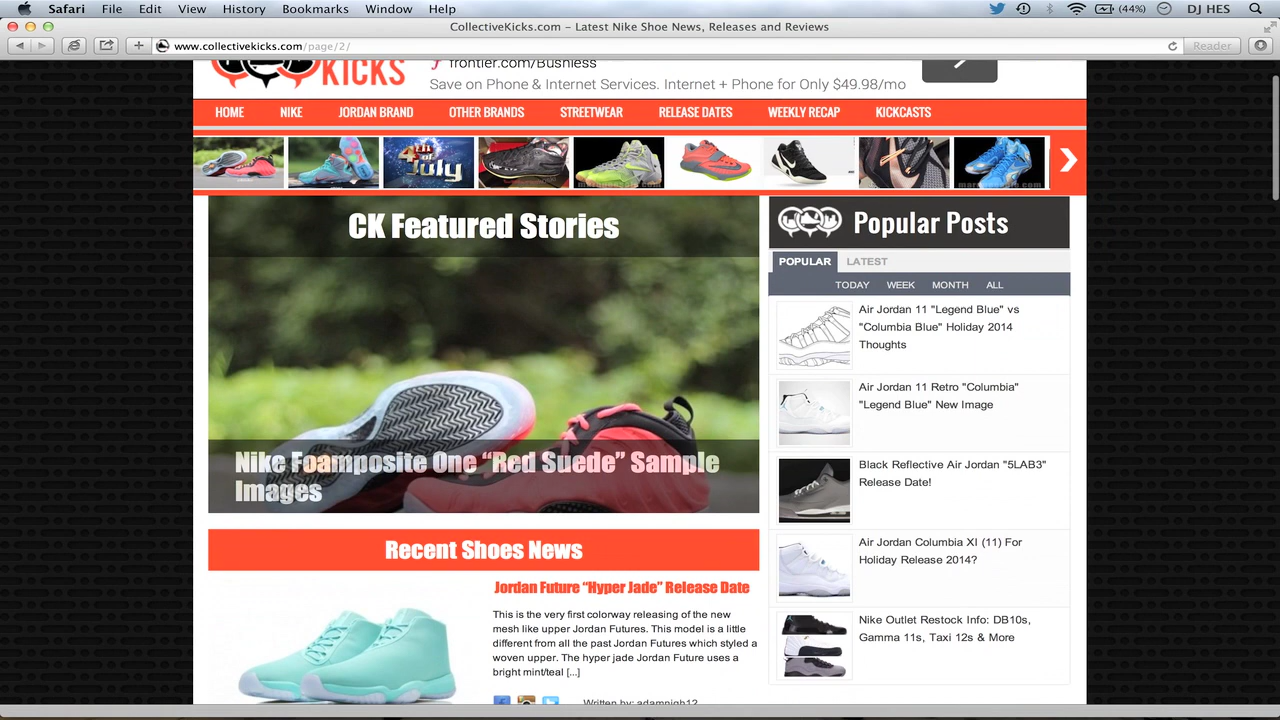 Safari File Edit View History Bookmarks Window Help (44%) DJ HES
CollectiveKicks.com – Latest Nike Shoe News, Releases and Reviews
www.collectivekicks.com/page/2/ Reader
KICKS
frontier.com/Business
Save on Phone & Internet Services. Internet + Phone for Only $49.98/mo
HOME NIKE JORDAN BRAND OTHER BRANDS STREETWEAR RELEASE DATES WEEKLY RECAP KICKCASTS
4th of July
CK Featured Stories
Nike Foamposite One “Red Suede” Sample
Images
Recent Shoes News
Jordan Future “Hyper Jade” Release Date
This is the very first colorway releasing of the new
mesh like upper Jordan Futures. This model is a little
different from all the past Jordan Futures which styled a
woven upper. The hyper jade Jordan Future uses a
bright mint/teal [...]
Written by: adamnigh12
Popular Posts
POPULAR LATEST
TODAY WEEK MONTH ALL
Air Jordan 11 "Legend Blue" vs
"Columbia Blue" Holiday 2014
Thoughts
Air Jordan 11 Retro "Columbia"
"Legend Blue" New Image
Black Reflective Air Jordan "5LAB3"
Release Date!
Air Jordan Columbia XI (11) For
Holiday Release 2014?
Nike Outlet Restock Info: DB10s,
Gamma 11s, Taxi 12s & More